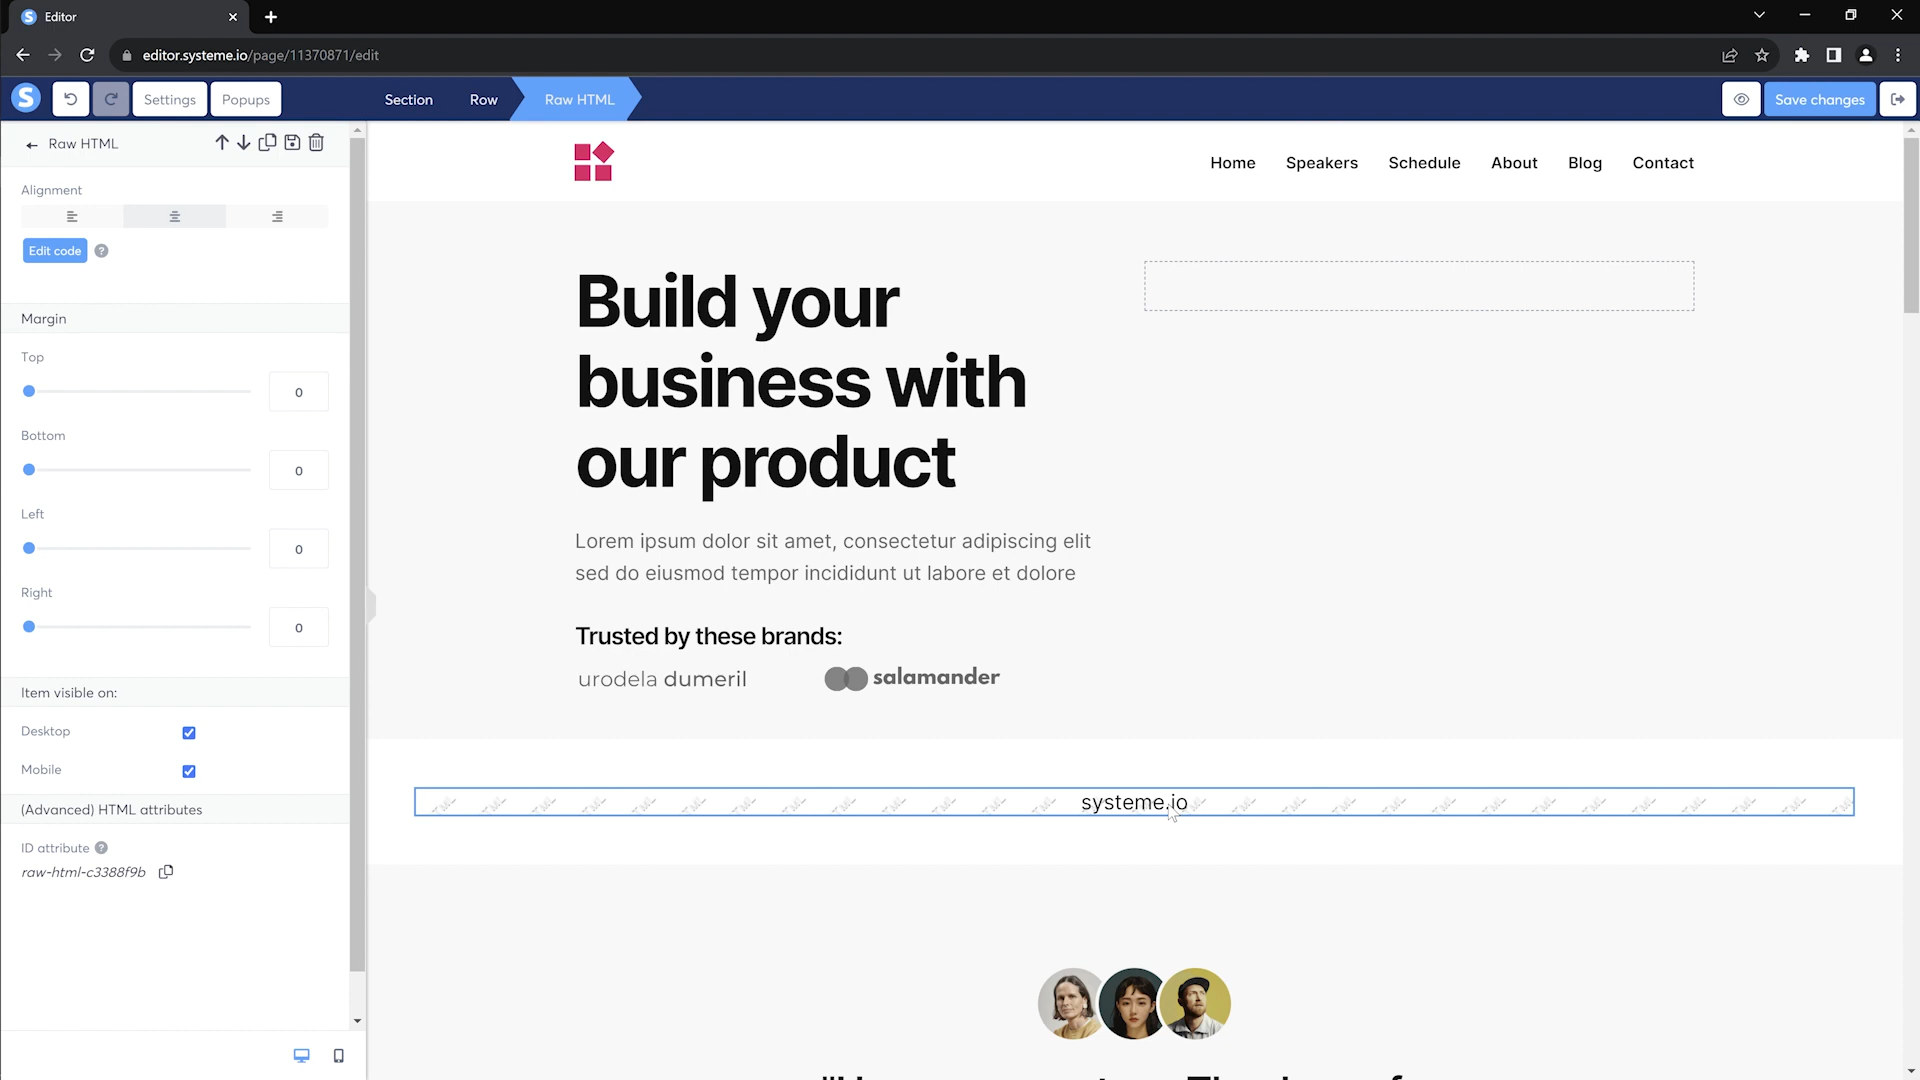 Editor
editor.systeme.io/page/11370871/edit
Settings
Popups
Section
Row
Raw HTML
Save changes
Raw HTML
Alignment
Edit code
?
Margin
Top
0
Bottom
0
Left
0
Right
0
Item visible on:
Desktop
Mobile
(Advanced) HTML attributes
ID attribute ?
raw-html-c3388f9b
Home Speakers Schedule About Blog Contact
Build your
business with
our product
Lorem ipsum dolor sit amet, consectetur adipiscing elit
sed do eiusmod tempor incididunt ut labore et dolore
Trusted by these brands:
urodela dumeril
salamander
systeme.io